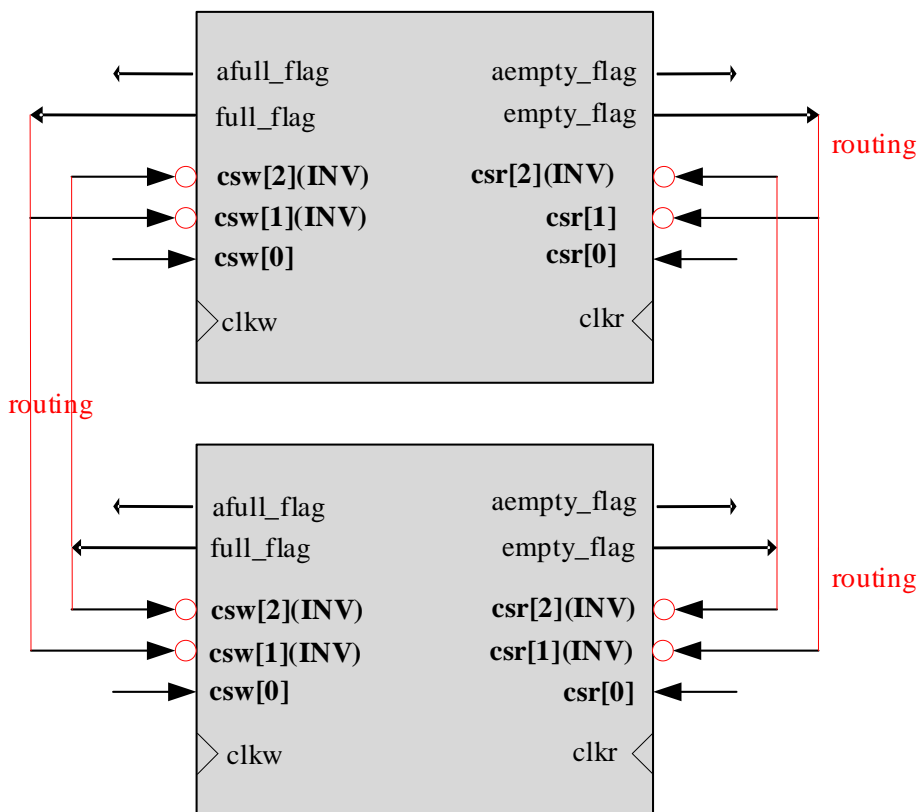 afull_flag
aempty_flag
full_flag
empty_flag
routing
csw[2](INV)
csr[2](INV)
csw[1](INV)
csr[1]
csw[0]
csr[0]
clkw
clkr
routing
afull_flag
aempty_flag
full_flag
empty_flag
routing
csw[2](INV)
csr[2](INV)
csw[1](INV)
csr[1](INV)
csw[0]
csr[0]
clkw
clkr